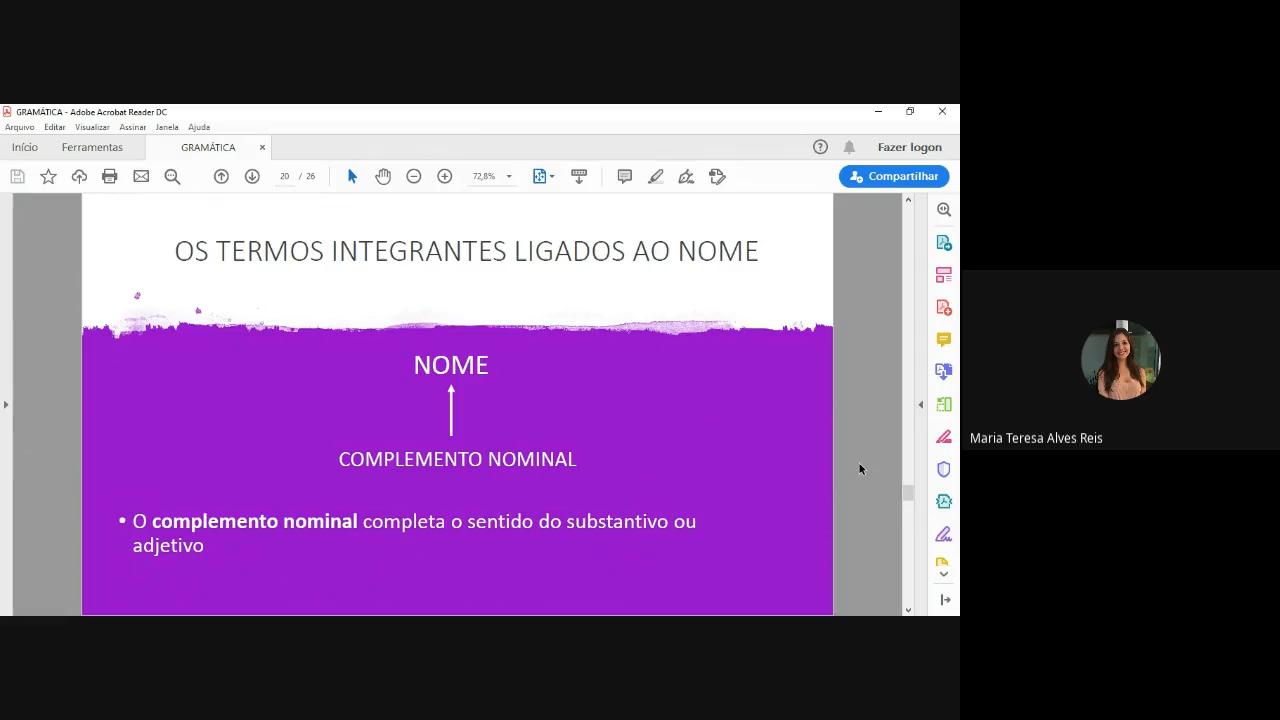 GRAMÁTICA - Adobe Acrobat Reader DC
Arquivo Editar Visualizar Assinar Janela Ajuda
Início Ferramentas GRAMÁTICA × Fazer logon
20 / 26 72,8% Compartilhar
OS TERMOS INTEGRANTES LIGADOS AO NOME
NOME
COMPLEMENTO NOMINAL
• O complemento nominal completa o sentido do substantivo ou
adjetivo
Maria Teresa Alves Reis